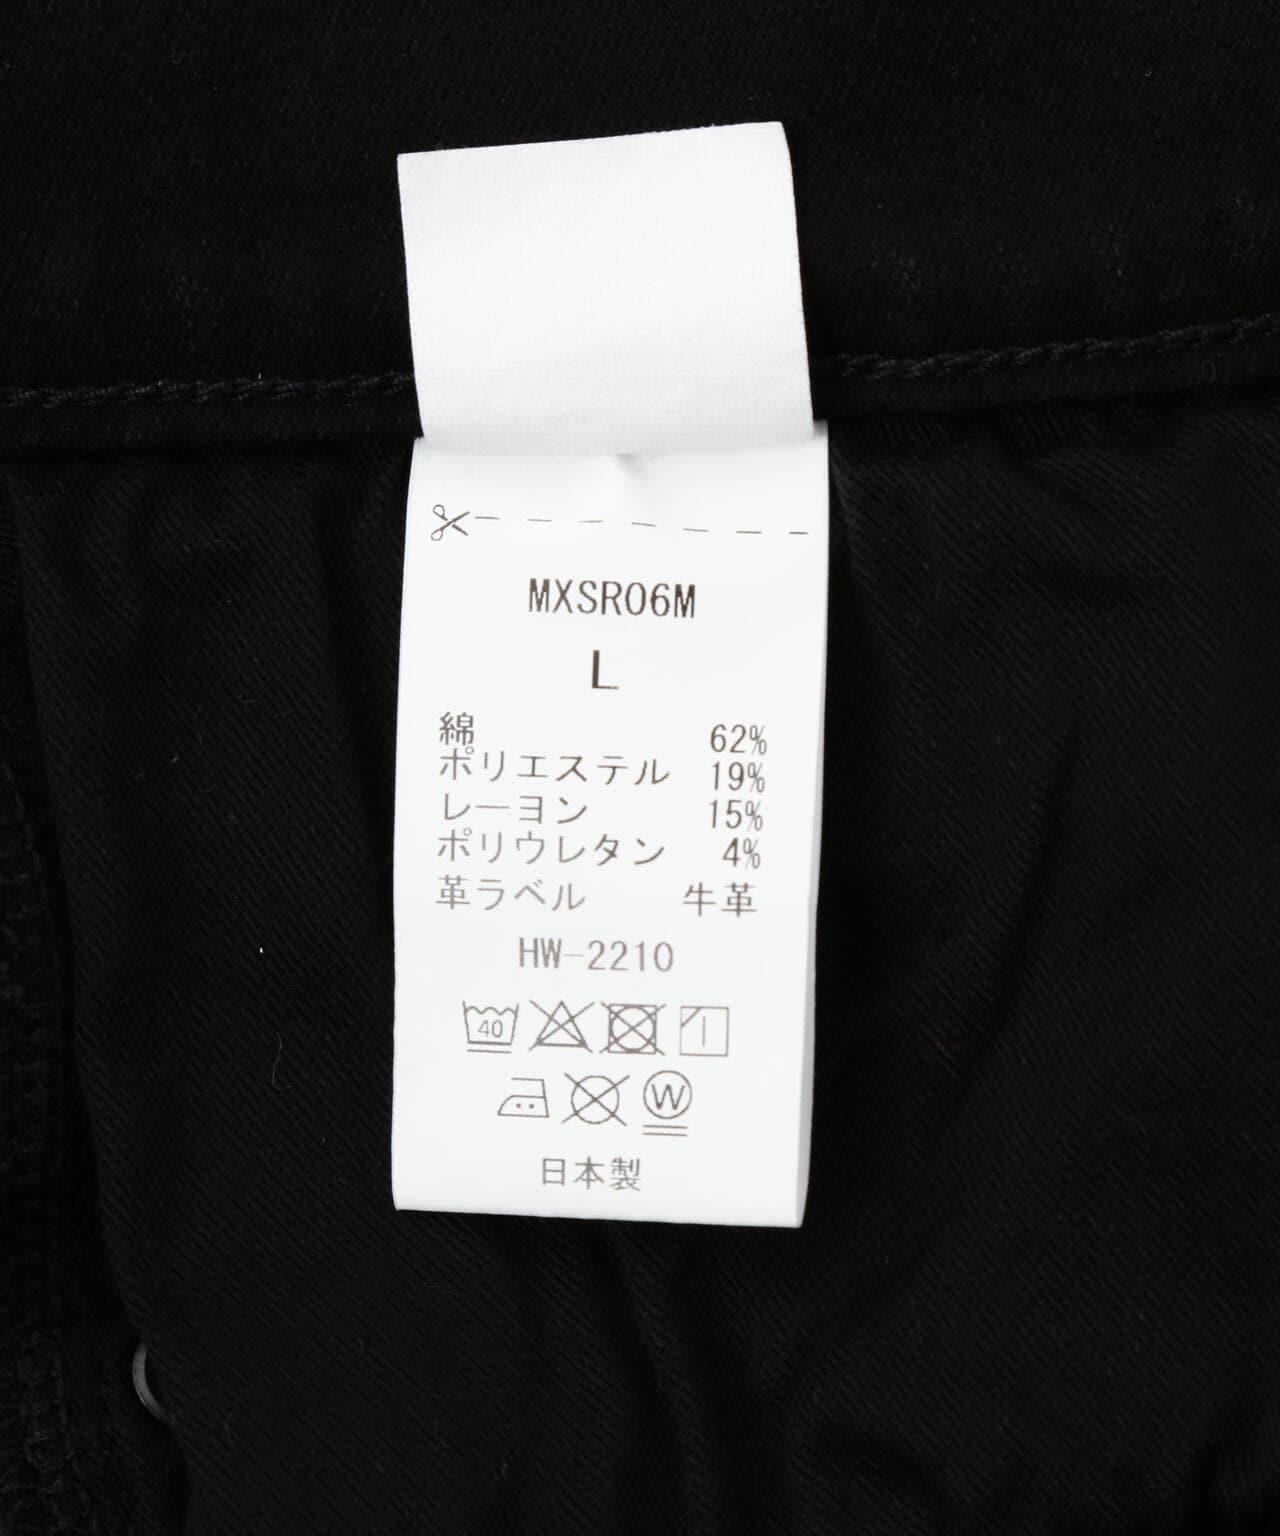 MXSR06M
L
綿 62%
ポリエステル 19%
レーヨン 15%
ポリウレタン 4%
革ラベル 牛革
HW-2210
40
W
日本製